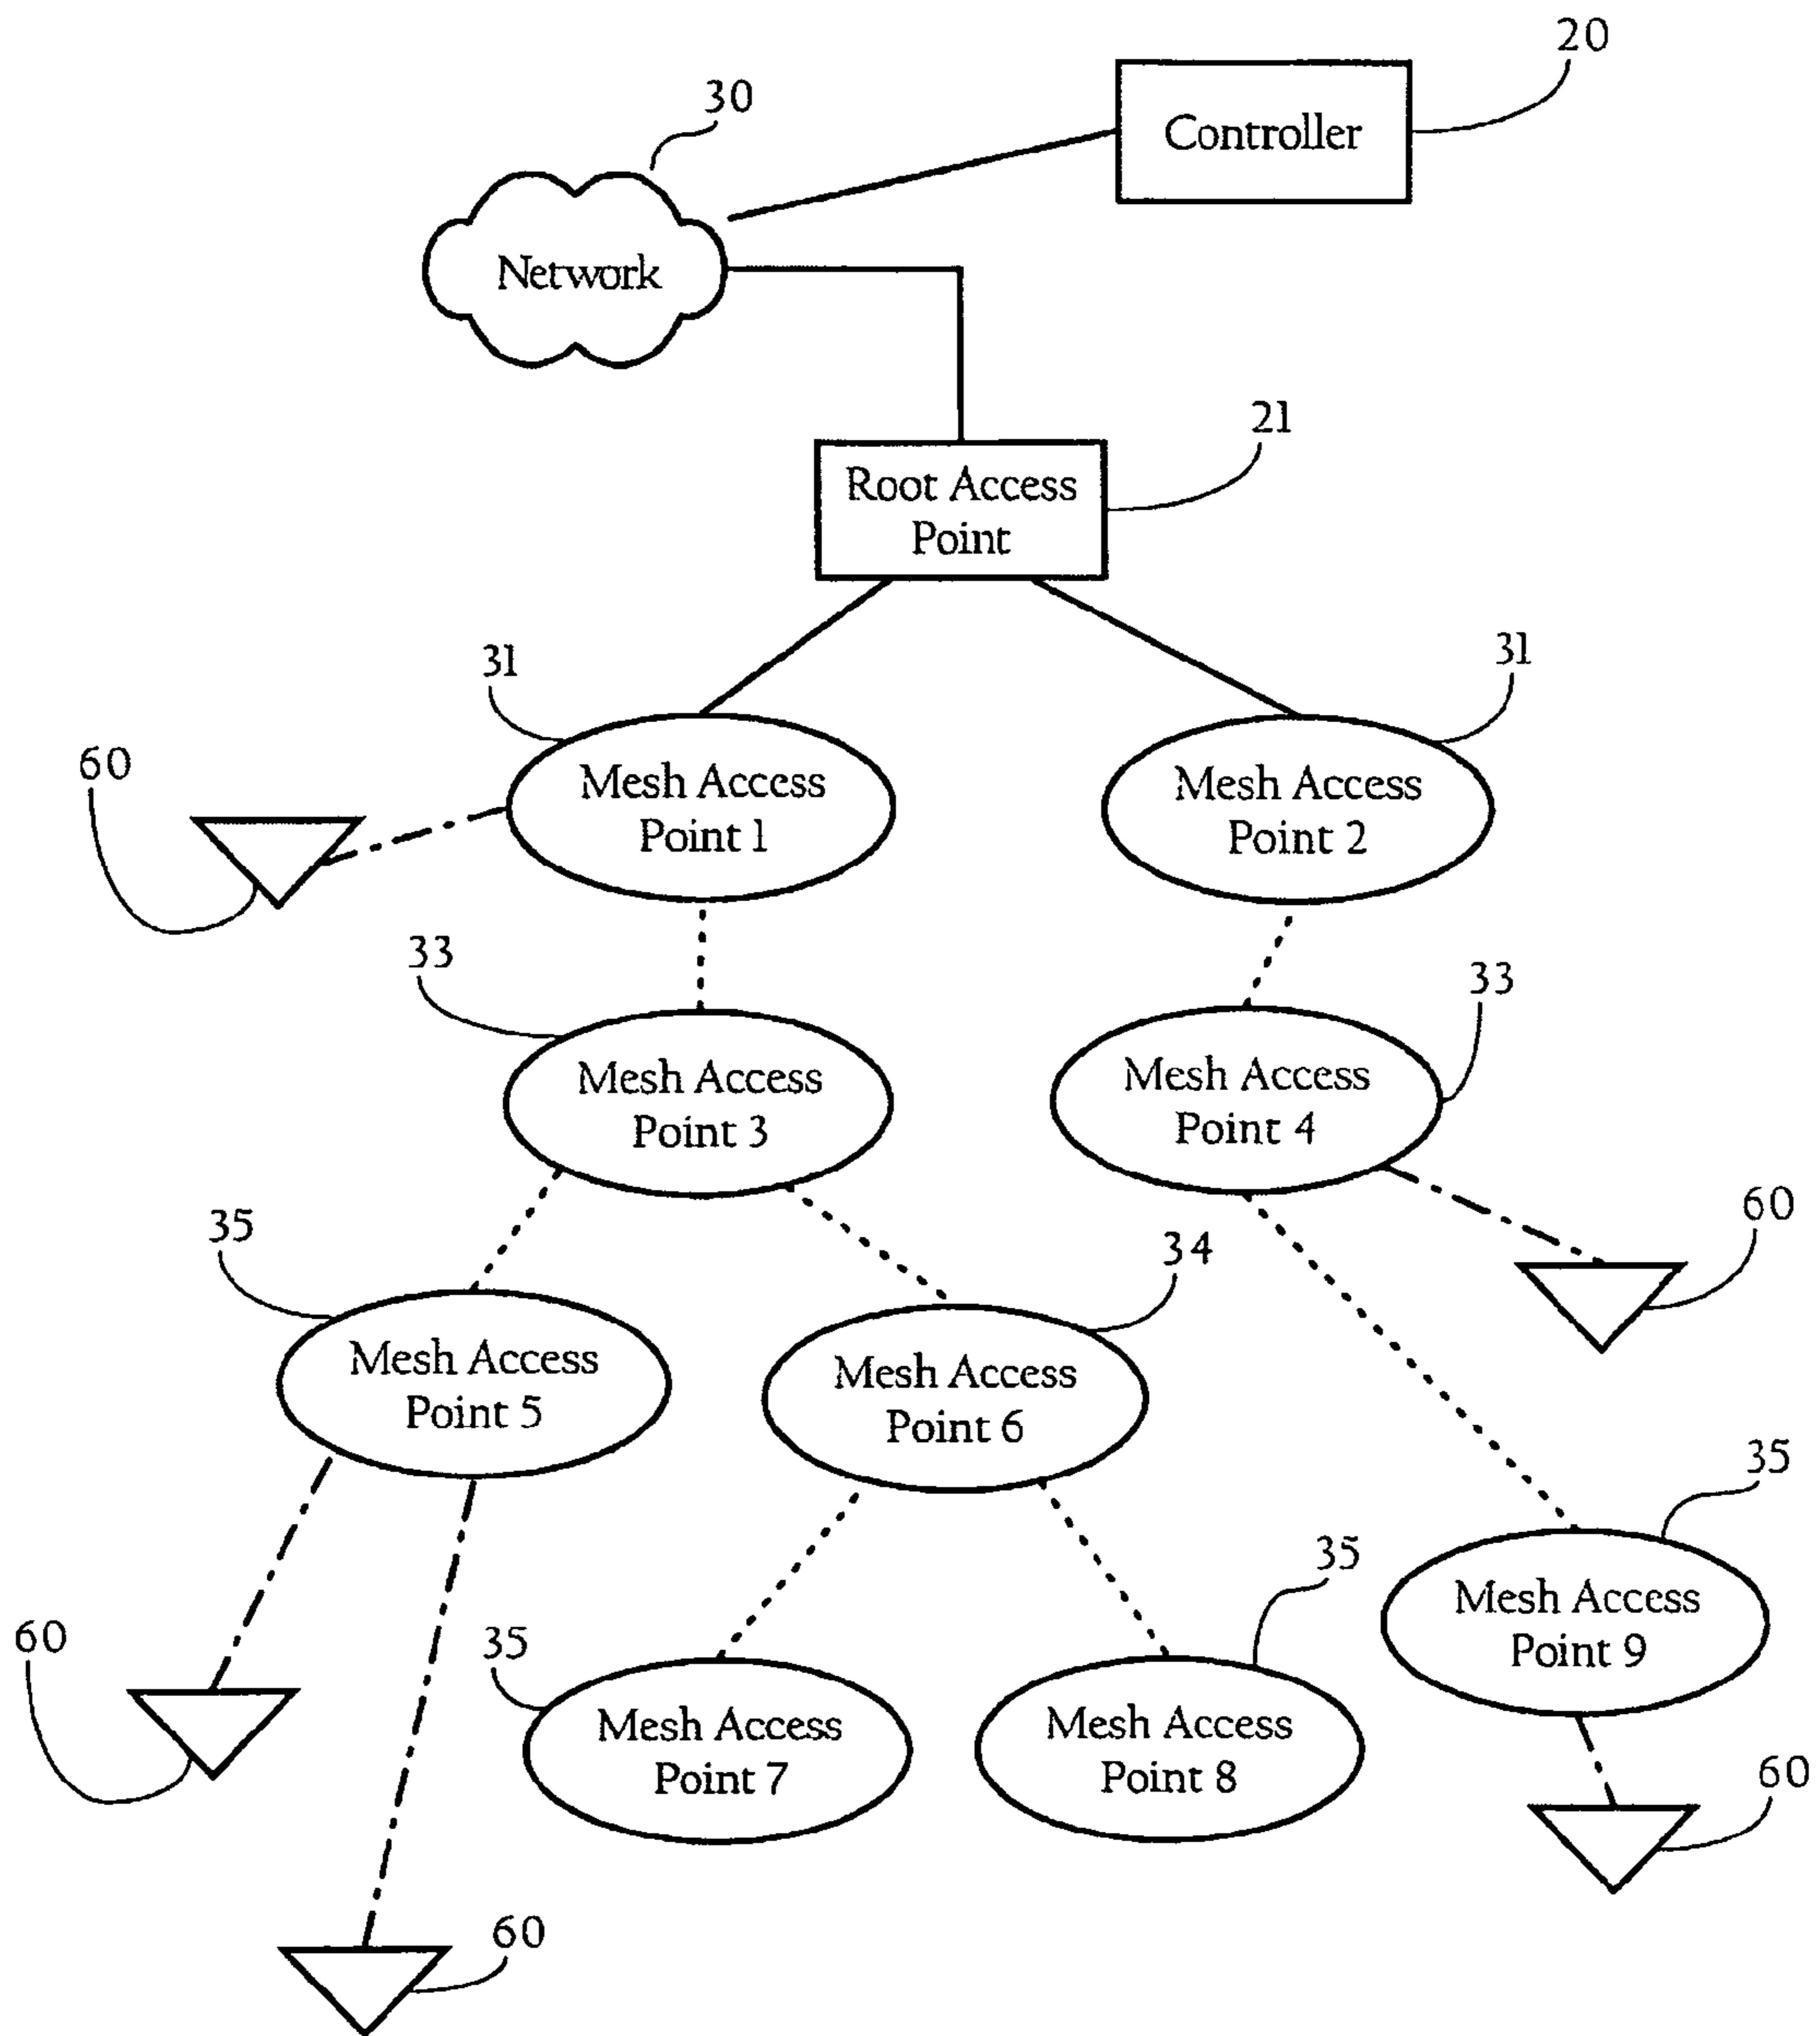 20
30
Controller
Network
21
Root Access
Point
31
31
60
Mesh Access
Point 1
Mesh Access
Point 2
33
33
Mesh Access
Point 3
Mesh Access
Point 4
35
34
60
Mesh Access
Point 5
Mesh Access
Point 6
35
35
Mesh Access
Point 9
60
35
Mesh Access
Point 7
Mesh Access
Point 8
60
60